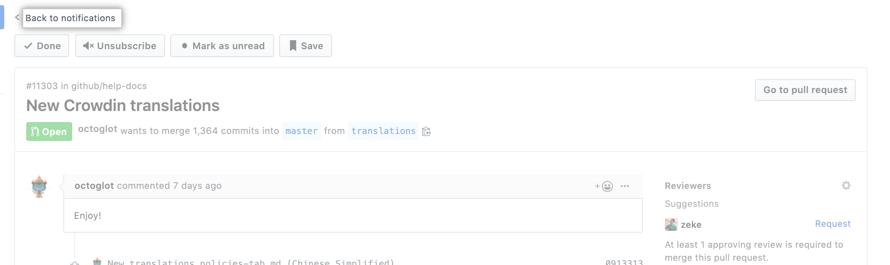 Back to notifications
Done Unsubscribe Mark as unread Save
#11303 in github/help-docs
Go to pull request
New Crowdin translations
Open octoglot wants to merge 1,364 commits into master from translations
octoglot commented 7 days ago
Reviewers
Suggestions
Enjoy!
zeke Request
At least 1 approving review is required to
merge this pull request.
New translations policies-tab.md (Chinese Simplified) 0913313